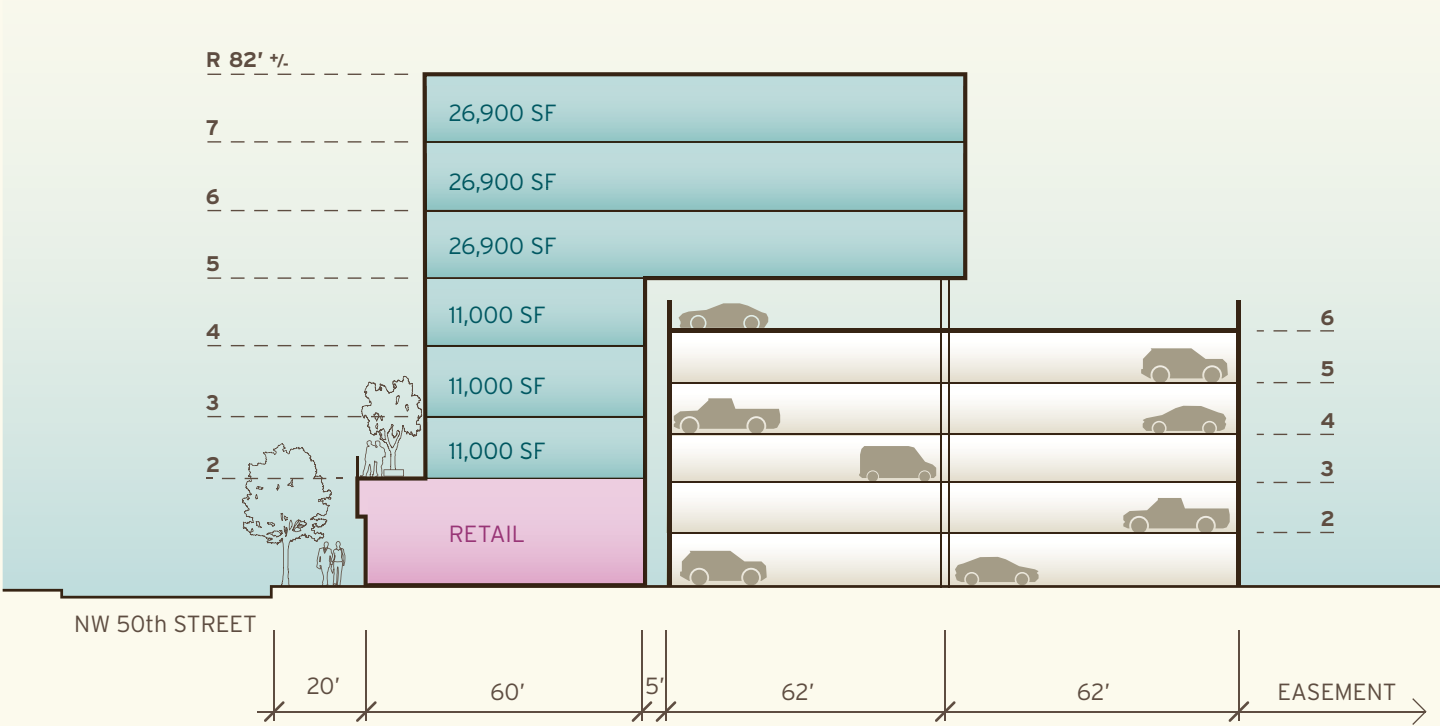 R 82’ +/-
26,900 SF
7
26,900 SF
6
26,900 SF
5
11,000 SF
6
4
5
11,000 SF
3
4
11,000 SF
2
3
RETAIL
2
NW 50th STREET
20’
60’
5’
62’
62’
EASEMENT